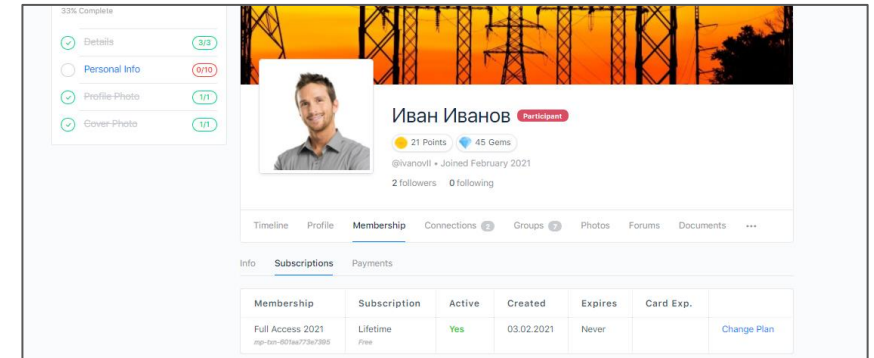 33% Complete
Details 3/3
Personal Info 0/10
Profile Photo 1/1
Cover Photo 1/1
Иван Иванов Participant
21 Points 45 Gems
@ivanovII • Joined February 2021
2 followers 0 following
Timeline Profile Membership Connections 2 Groups 7 Photos Forums Documents •••
Info Subscriptions Payments
Membership Subscription Active Created Expires Card Exp.
Full Access 2021 Lifetime Yes 03.02.2021 Never Change Plan
Free